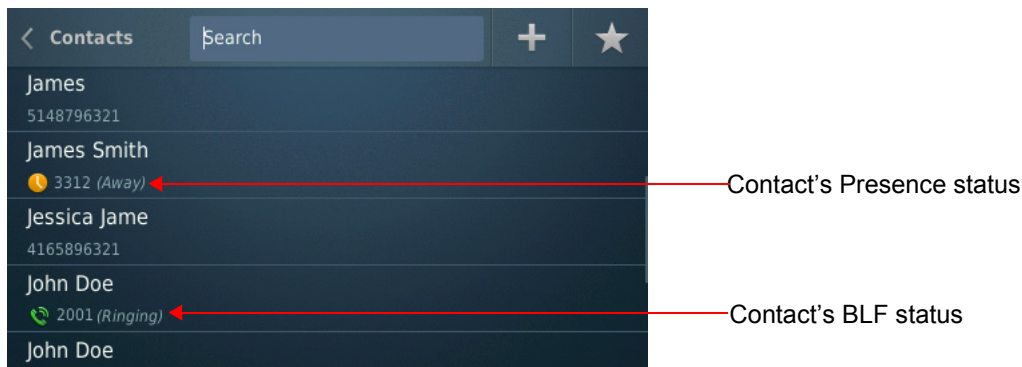 Contacts Search
James
5148796321
James Smith
3312 (Away)
Contact's Presence status
Jessica Jame
4165896321
John Doe
2001 (Ringing)
Contact's BLF status
John Doe